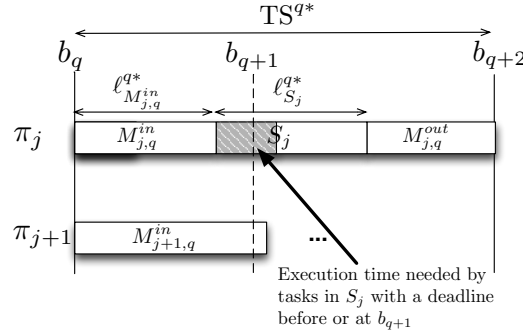 TS^{q*}
b_q b_{q+1} b_{q+2}
ℓ^{q*}_{M^{in}_{j,q}} ℓ^{q*}_{S_j}
π_j M^{in}_{j,q} S_j M^{out}_{j,q}
π_{j+1} M^{in}_{j+1,q} ...
Execution time needed by
tasks in S_j with a deadline
before or at b_{q+1}